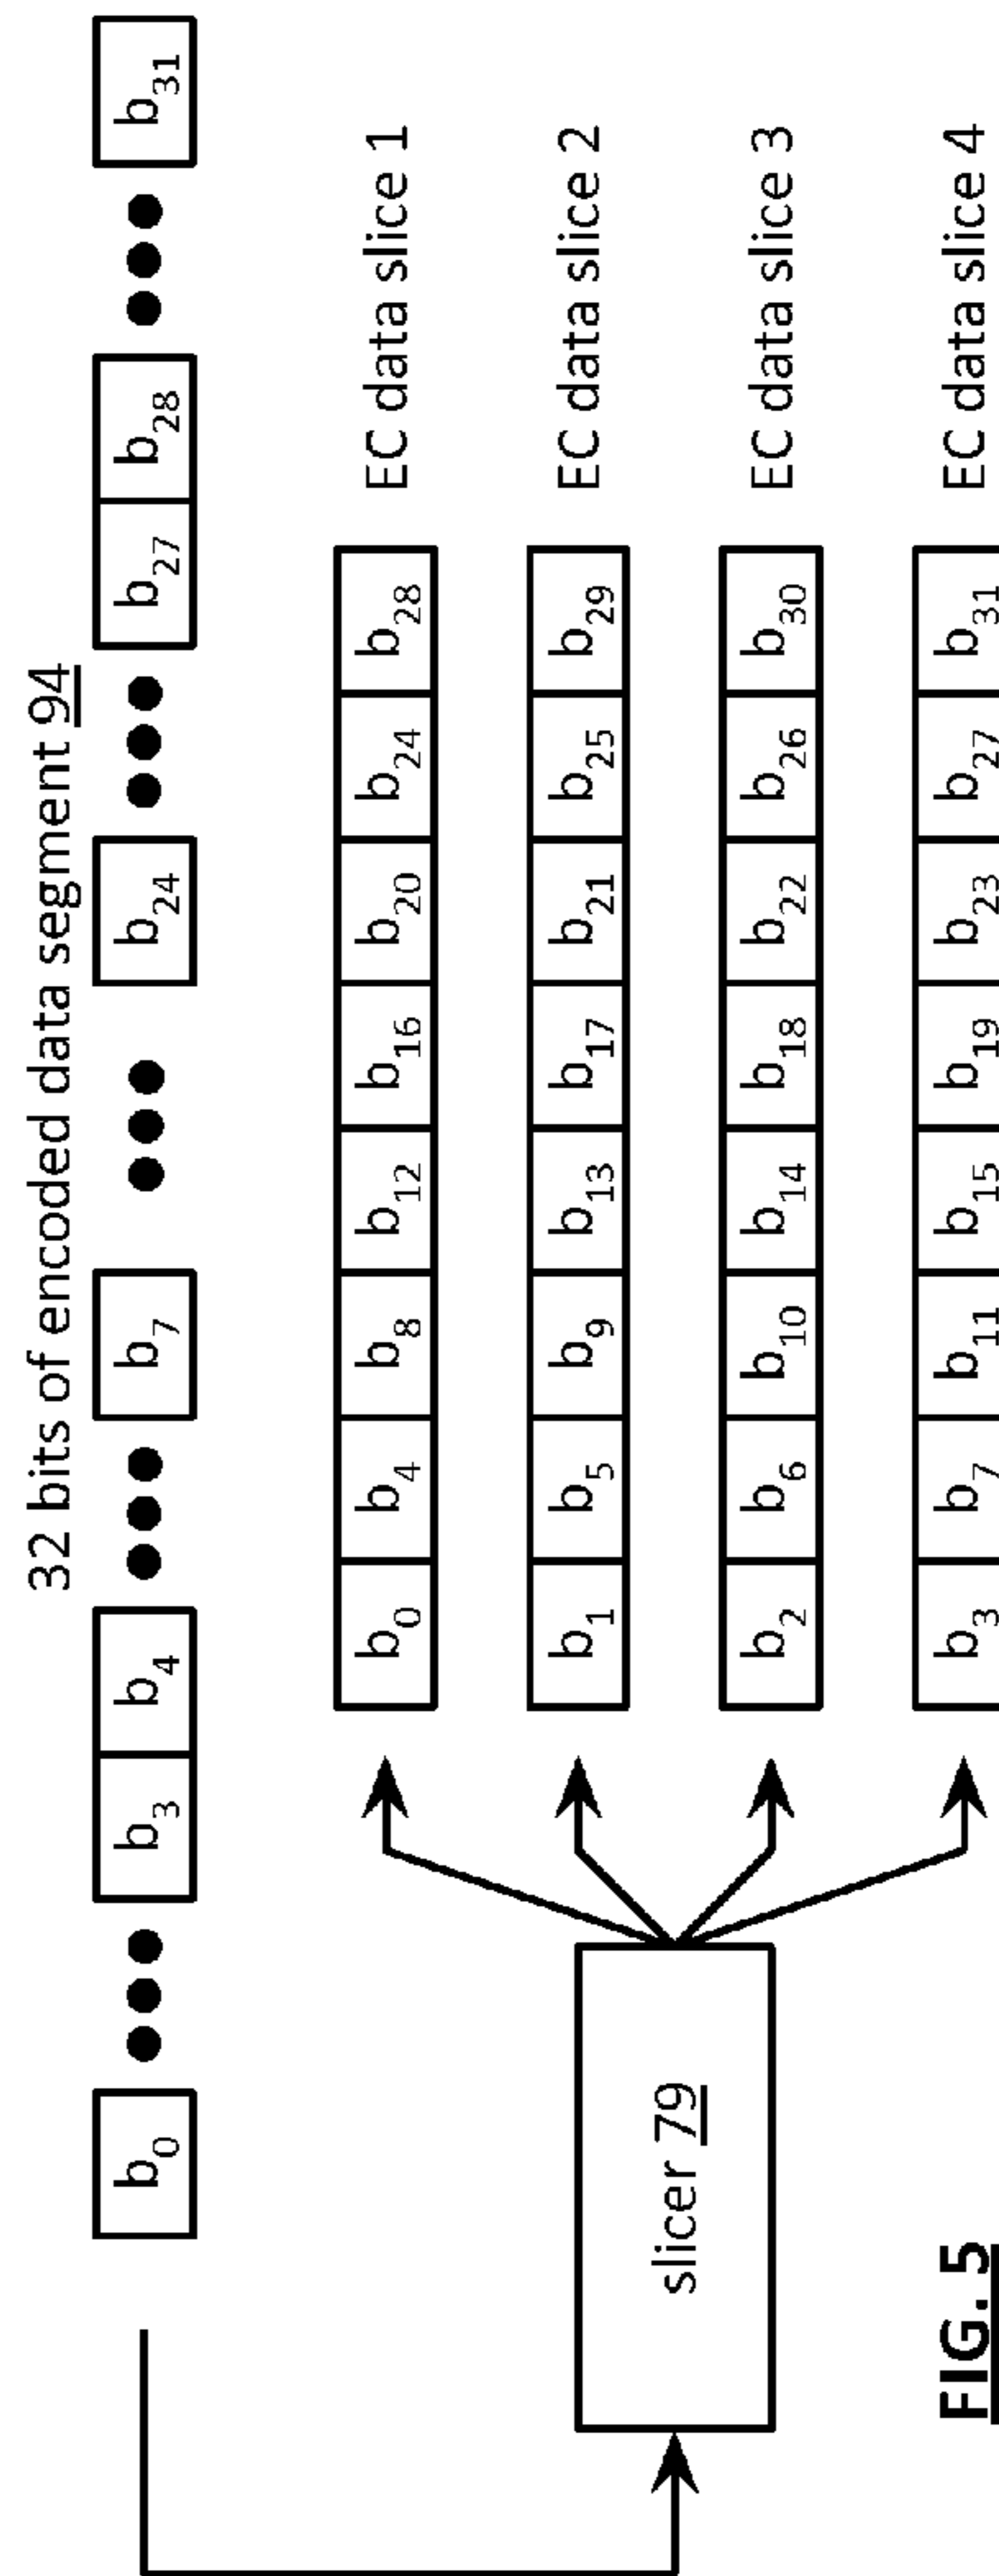 32 bits of encoded data segment 94
b0 ●●● b3 b4 ●●● b7 ●●● b24 ●●● b27 b28 ●●● b31
b0 b4 b8 b12 b16 b20 b24 b28 EC data slice 1
b1 b5 b9 b13 b17 b21 b25 b29 EC data slice 2
slicer 79
b2 b6 b10 b14 b18 b22 b26 b30 EC data slice 3
b3 b7 b11 b15 b19 b23 b27 b31 EC data slice 4
FIG. 5